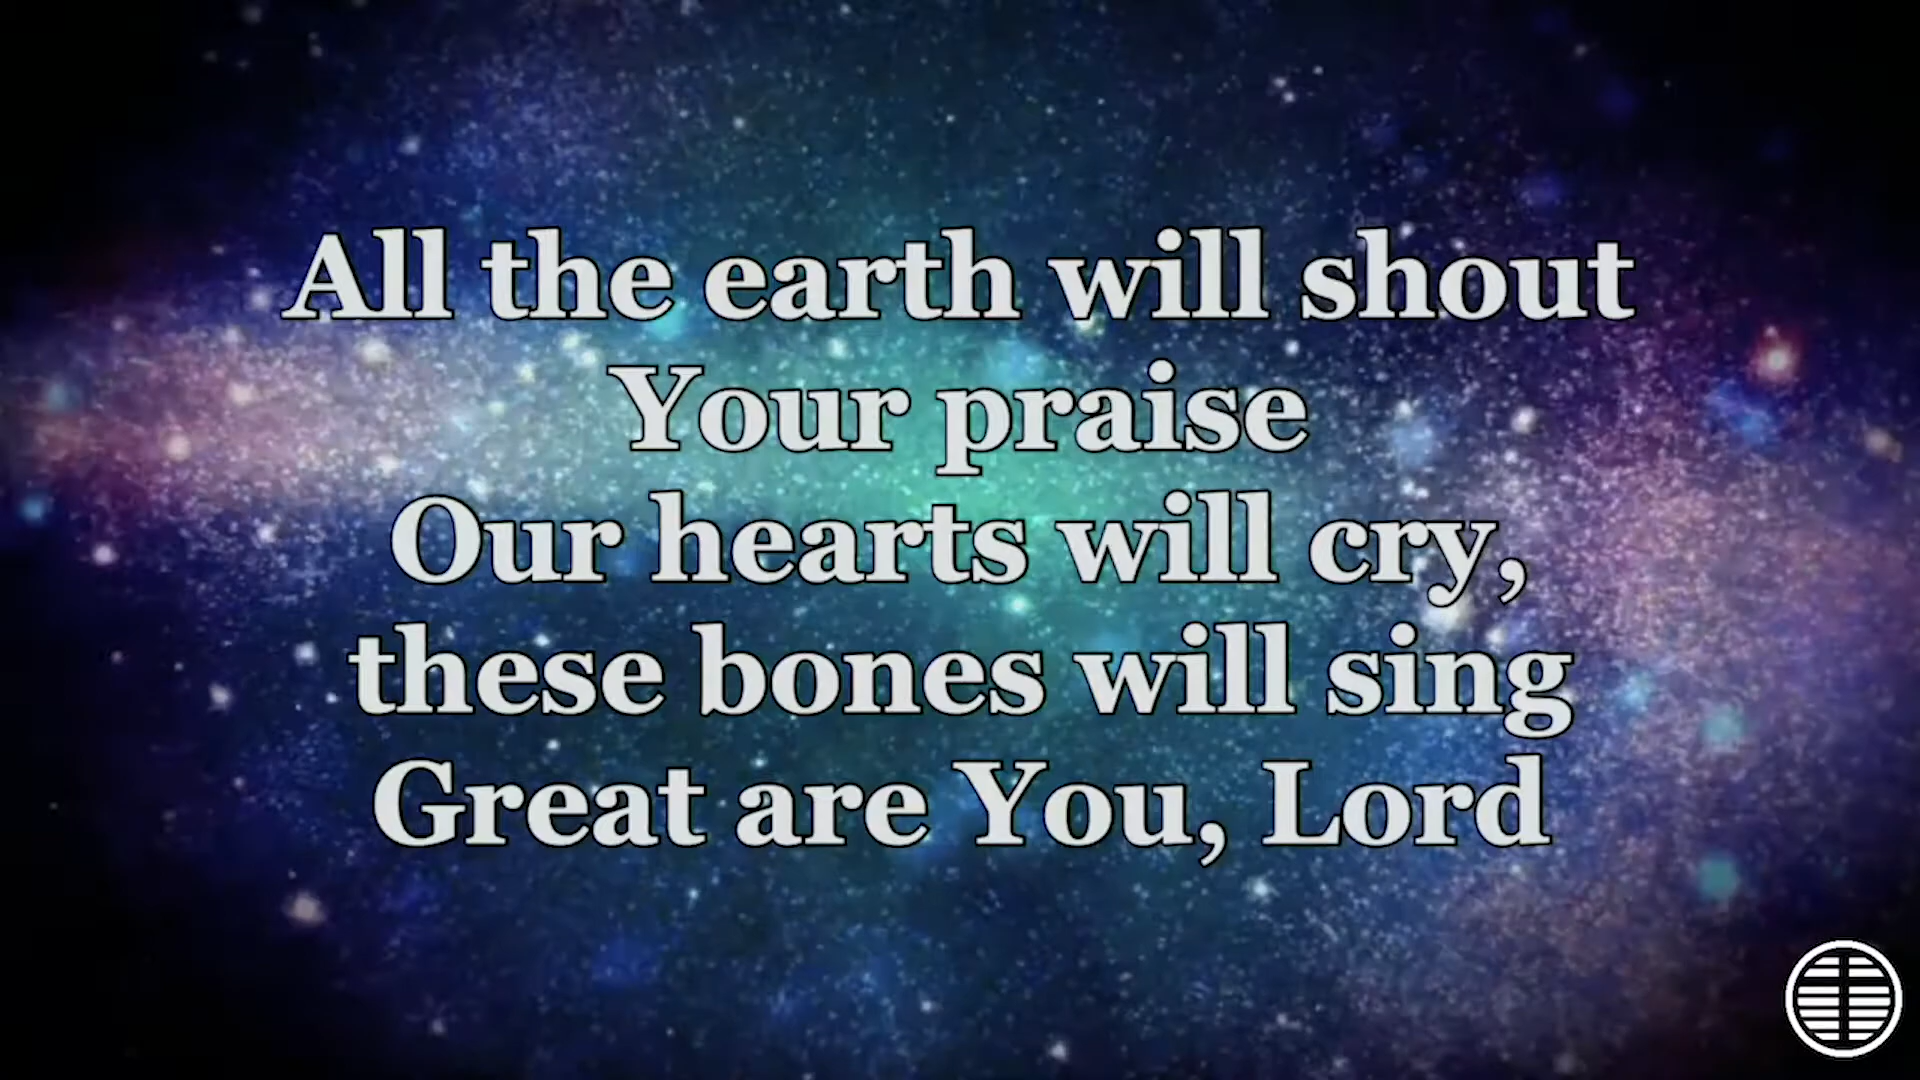 All the earth will shout
Your praise
Our hearts will cry,
these bones will sing
Great are You, Lord